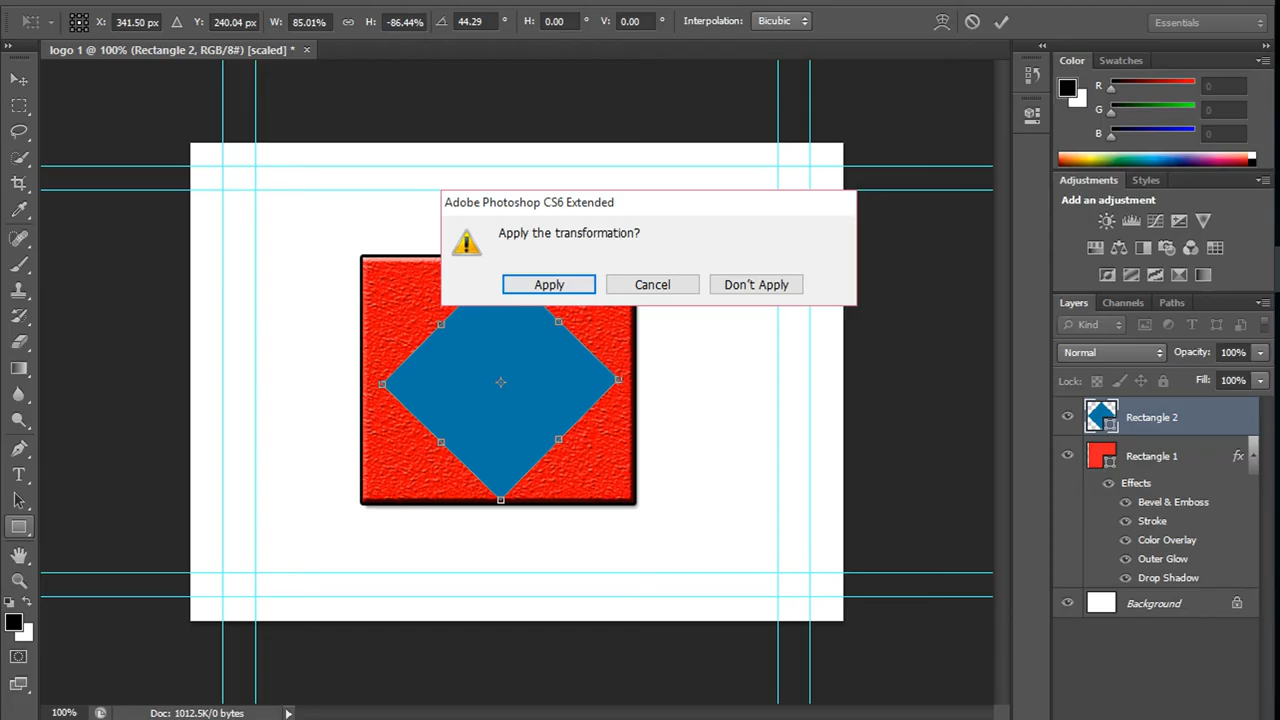 X: 341.50 px Y: 240.04 px W: 85.01% H: -86.44% 44.29 ° H: 0.00 ° V: 0.00 ° Interpolation: Bicubic Essentials
logo 1 @ 100% (Rectangle 2, RGB/8#) [scaled] * ×
Color Swatches
R 0
G 0
B 0
Adjustments Styles
Add an adjustment
Adobe Photoshop CS6 Extended
Apply the transformation?
Apply Cancel Don't Apply
Layers Channels Paths
Kind
Normal Opacity: 100%
Lock: Fill: 100%
Rectangle 2
Rectangle 1 fx
Effects
Bevel & Emboss
Stroke
Color Overlay
Outer Glow
Drop Shadow
Background
T
100% Doc: 1012.5K/0 bytes